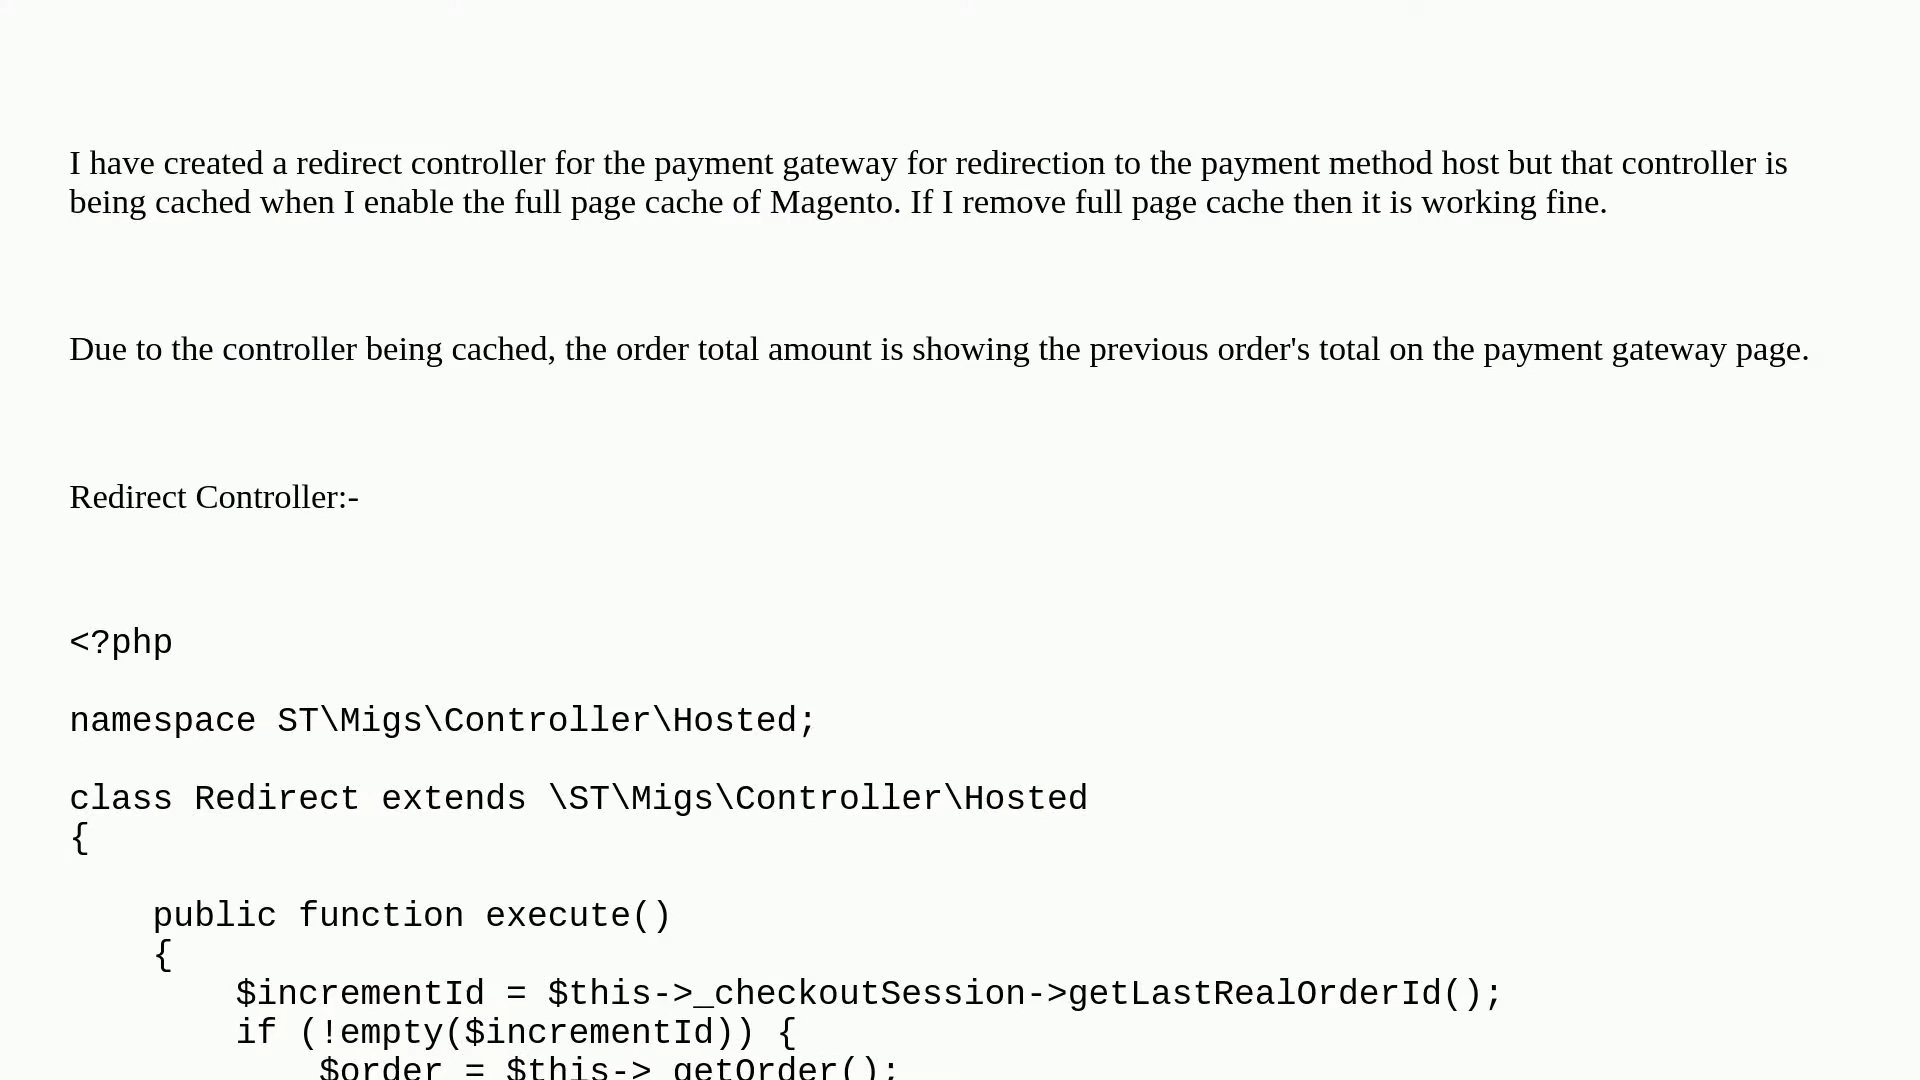 I have created a redirect controller for the payment gateway for redirection to the payment method host but that controller is
being cached when I enable the full page cache of Magento. If I remove full page cache then it is working fine.
Due to the controller being cached, the order total amount is showing the previous order's total on the payment gateway page.
Redirect Controller:-
<?php
namespace ST\Migs\Controller\Hosted;
class Redirect extends \ST\Migs\Controller\Hosted
{
    public function execute()
    {
        $incrementId = $this->_checkoutSession->getLastRealOrderId();
        if (!empty($incrementId)) {
            $order = $this->_getOrder();